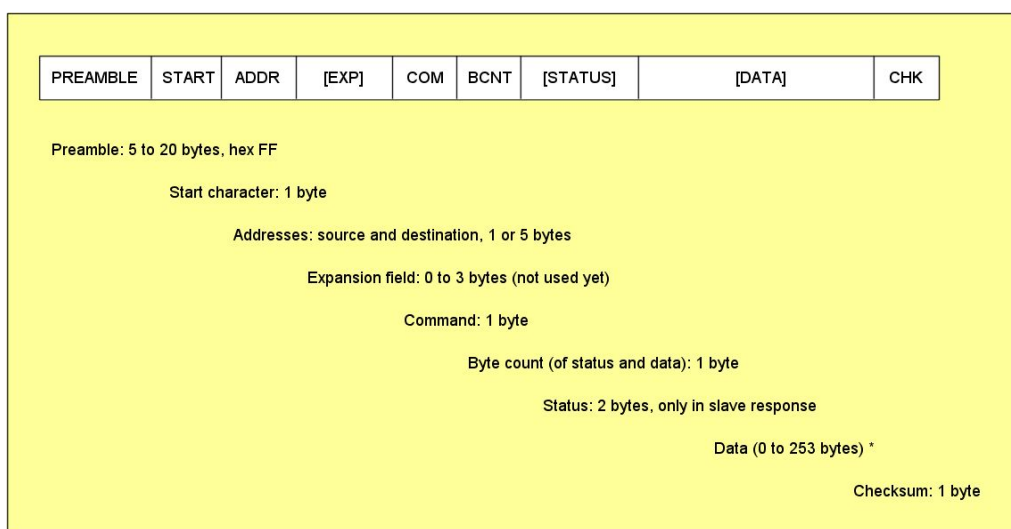 PREAMBLE START ADDR [EXP] COM BCNT [STATUS] [DATA] CHK
Preamble: 5 to 20 bytes, hex FF
Start character: 1 byte
Addresses: source and destination, 1 or 5 bytes
Expansion field: 0 to 3 bytes (not used yet)
Command: 1 byte
Byte count (of status and data): 1 byte
Status: 2 bytes, only in slave response
Data (0 to 253 bytes) *
Checksum: 1 byte